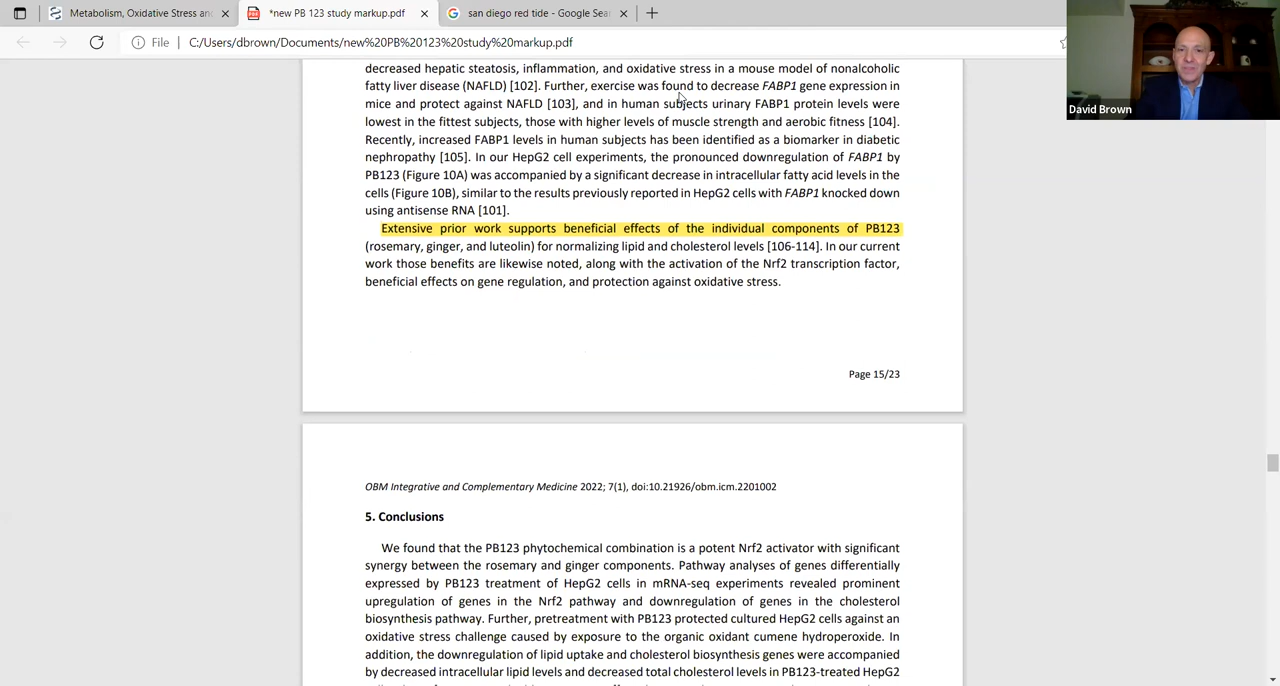 Metabolism, Oxidative Stress an
*new PB 123 study markup.pdf
san diego red tide - Google Sear
File
C:/Users/dbrown/Documents/new%20PB%20123%20study%20markup.pdf
David Brown
decreased hepatic steatosis, inflammation, and oxidative stress in a mouse model of nonalcoholic
fatty liver disease (NAFLD) [102]. Further, exercise was found to decrease FABP1 gene expression in
mice and protect against NAFLD [103], and in human subjects urinary FABP1 protein levels were
lowest in the fittest subjects, those with higher levels of muscle strength and aerobic fitness [104].
Recently, increased FABP1 levels in human subjects has been identified as a biomarker in diabetic
nephropathy [105]. In our HepG2 cell experiments, the pronounced downregulation of FABP1 by
PB123 (Figure 10A) was accompanied by a significant decrease in intracellular fatty acid levels in the
cells (Figure 10B), similar to the results previously reported in HepG2 cells with FABP1 knocked down
using antisense RNA [101].
Extensive prior work supports beneficial effects of the individual components of PB123
(rosemary, ginger, and luteolin) for normalizing lipid and cholesterol levels [106-114]. In our current
work those benefits are likewise noted, along with the activation of the Nrf2 transcription factor,
beneficial effects on gene regulation, and protection against oxidative stress.
Page 15/23
OBM Integrative and Complementary Medicine 2022; 7(1), doi:10.21926/obm.icm.2201002
5. Conclusions
We found that the PB123 phytochemical combination is a potent Nrf2 activator with significant
synergy between the rosemary and ginger components. Pathway analyses of genes differentially
expressed by PB123 treatment of HepG2 cells in mRNA-seq experiments revealed prominent
upregulation of genes in the Nrf2 pathway and downregulation of genes in the cholesterol
biosynthesis pathway. Further, pretreatment with PB123 protected cultured HepG2 cells against an
oxidative stress challenge caused by exposure to the organic oxidant cumene hydroperoxide. In
addition, the downregulation of lipid uptake and cholesterol biosynthesis genes were accompanied
by decreased intracellular lipid levels and decreased total cholesterol levels in PB123-treated HepG2